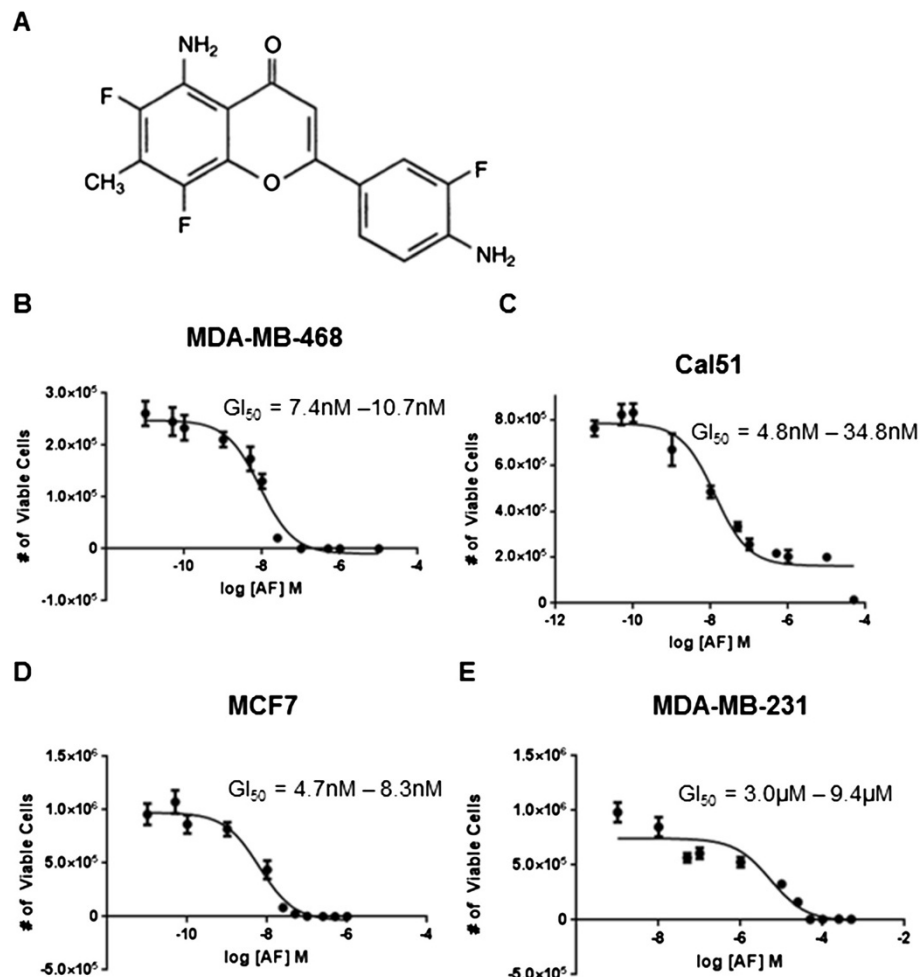 A
NH₂
O
F
CH₃
F
O
F
NH₂
B
MDA-MB-468
GI₅₀ = 7.4nM –10.7nM
3.0×10⁵
2.0×10⁵
1.0×10⁵
0
-1.0×10⁵
# of Viable Cells
-10 -8 -6 -4
log [AF] M
C
Cal51
GI₅₀ = 4.8nM – 34.8nM
8.0×10⁵
6.0×10⁵
4.0×10⁵
2.0×10⁵
0
# of Viable Cells
-12 -10 -8 -6 -4
log [AF] M
D
MCF7
GI₅₀ = 4.7nM – 8.3nM
1.5×10⁶
1.0×10⁶
5.0×10⁵
0
-5.0×10⁵
# of Viable Cells
-10 -8 -6 -4
log [AF] M
E
MDA-MB-231
GI₅₀ = 3.0µM – 9.4µM
1.5×10⁶
1.0×10⁶
5.0×10⁵
0
-5.0×10⁵
# of Viable Cells
-8 -6 -4 -2
log [AF] M